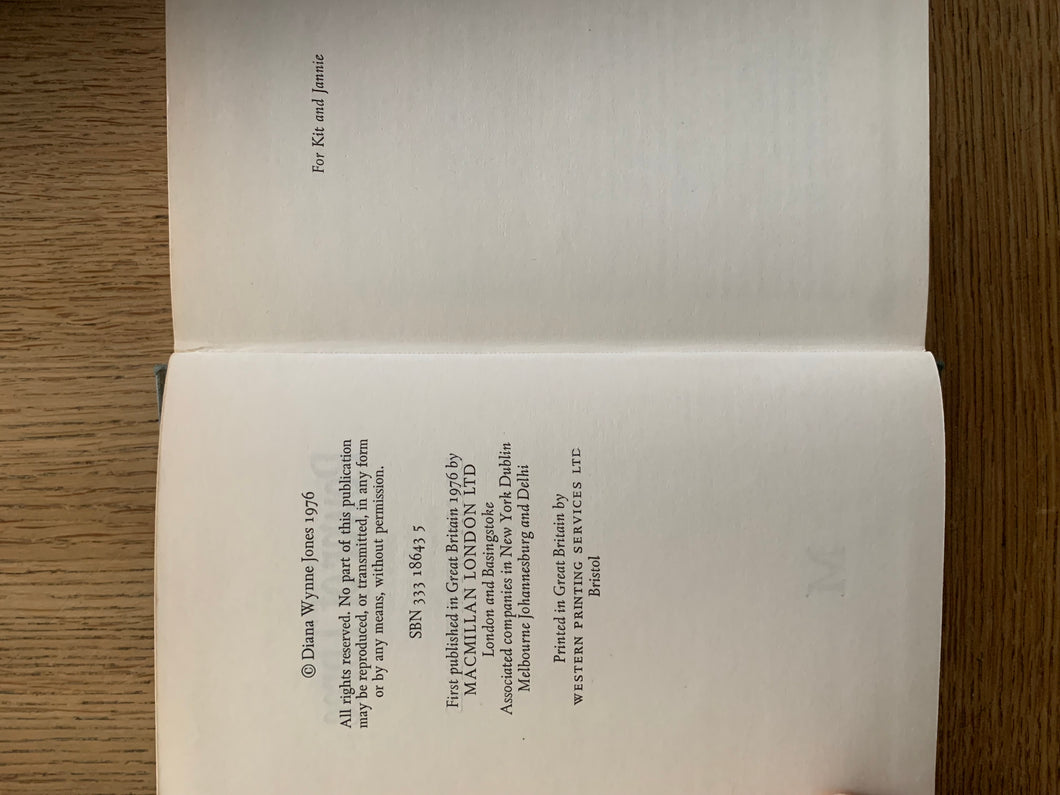 © Diana Wynne Jones 1976
All rights reserved. No part of this publication
may be reproduced, or transmitted, in any form
or by any means, without permission.
SBN 333 18643 5
First published in Great Britain 1976 by
MACMILLAN LONDON LTD
London and Basingstoke
Associated companies in New York Dublin
Melbourne Johannesburg and Delhi
Printed in Great Britain by
WESTERN PRINTING SERVICES LTD
Bristol
For Kit and Jannie